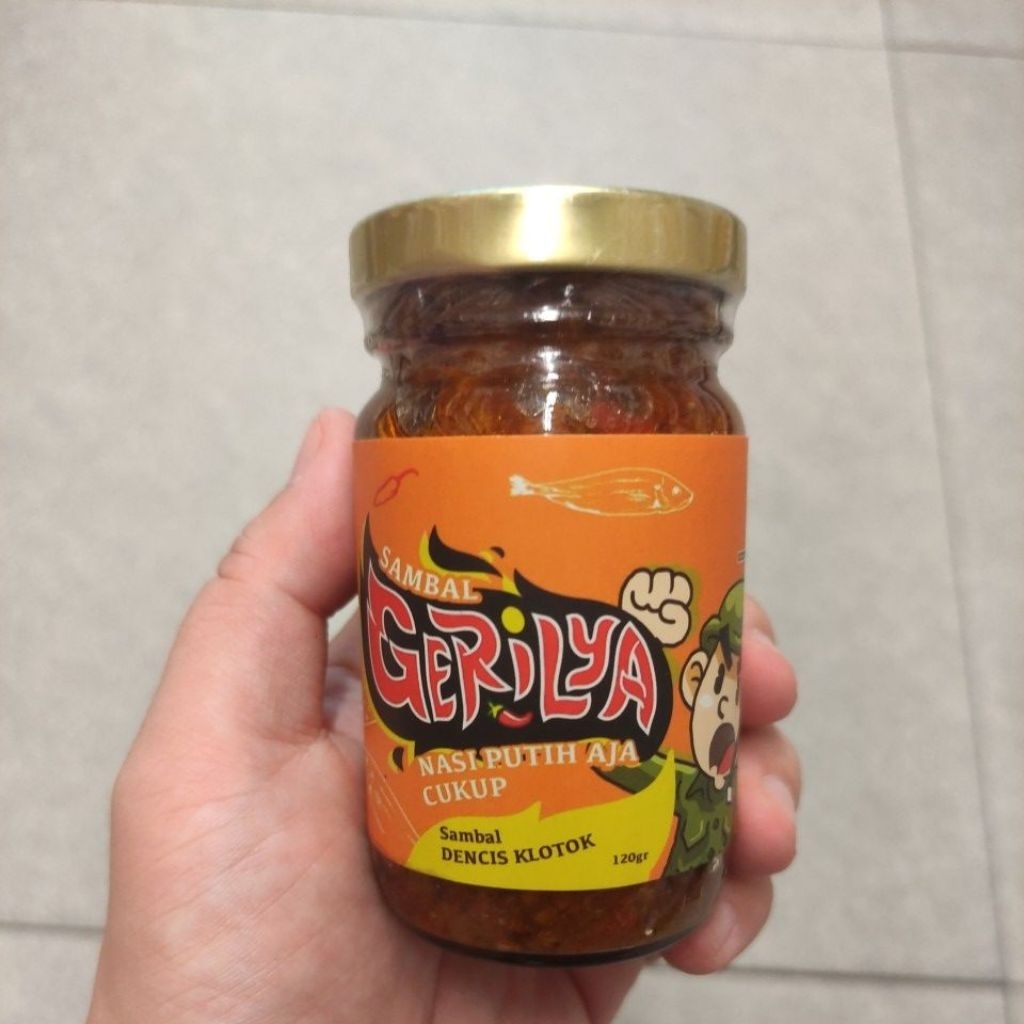 SAMBAL
GERILYA
NASI PUTIH AJA
CUKUP
Sambal
DENCIS KLOTOK
120gr